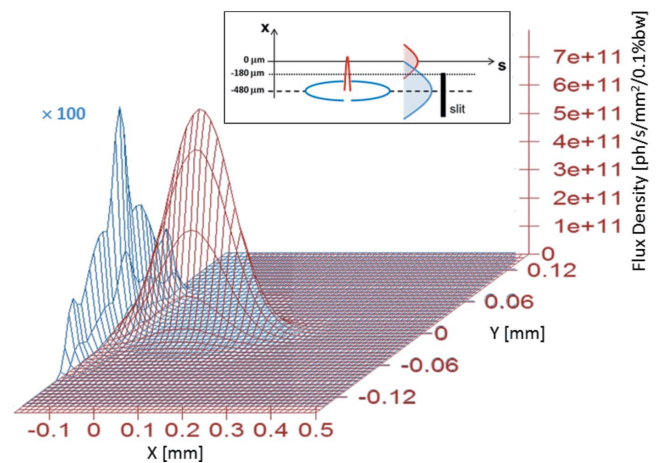 x
0 μm
s
-180 μm
-480 μm
slit
× 100
7e+11
6e+11
5e+11
4e+11
3e+11
2e+11
1e+11
0
Flux Density [ph/s/mm²/0.1%bw]
0.12
0.06
0
-0.06
-0.12
Y [mm]
-0.1 0 0.1 0.2 0.3 0.4 0.5
X [mm]